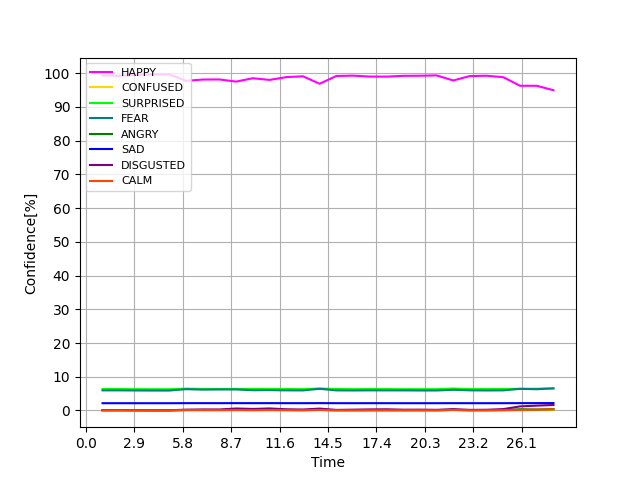 HAPPY
CONFUSED
SURPRISED
FEAR
ANGRY
SAD
DISGUSTED
CALM
100
90
80
70
60
50
40
30
20
10
0
Confidence[%]
0.0 2.9 5.8 8.7 11.6 14.5 17.4 20.3 23.2 26.1
Time